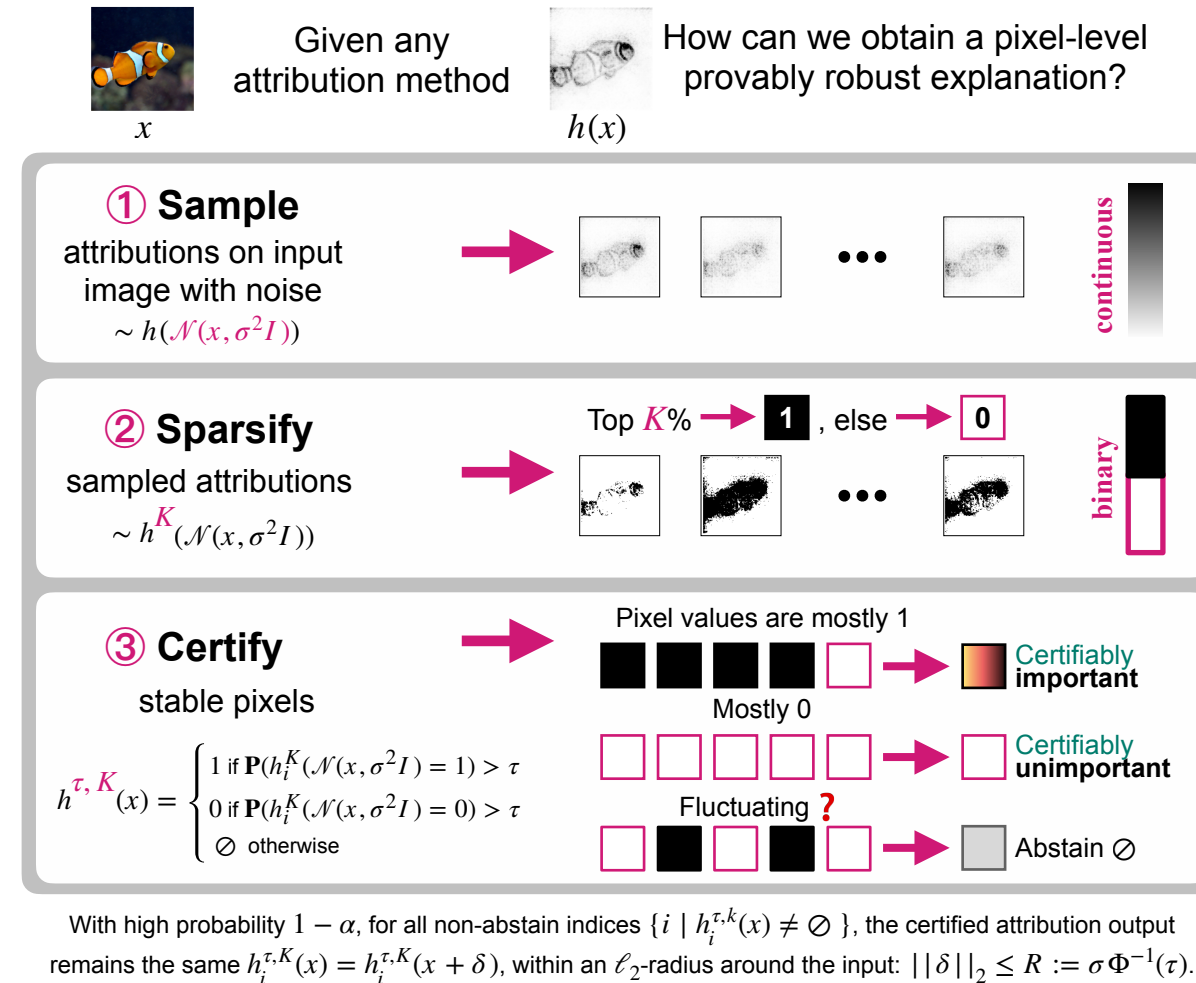 Given any
attribution method
How can we obtain a pixel-level
provably robust explanation?
x
h(x)
① Sample
attributions on input
image with noise
∼ h(𝒩(x, σ²I))
•••
continuous
② Sparsify
sampled attributions
∼ h^K(𝒩(x, σ²I))
Top K% 1 , else 0
•••
binary
③ Certify
stable pixels
h^{τ, K}(x) = { 1 if P(h_i^K(𝒩(x, σ²I) = 1) > τ
0 if P(h_i^K(𝒩(x, σ²I) = 0) > τ
⊘ otherwise
Pixel values are mostly 1
Certifiably
important
Mostly 0
Certifiably
unimportant
Fluctuating ?
Abstain ⊘
With high probability 1 − α, for all non-abstain indices {i | h_i^{τ,k}(x) ≠ ⊘ }, the certified attribution output
remains the same h_i^{τ,K}(x) = h_i^{τ,K}(x + δ), within an ℓ₂-radius around the input: ||δ||₂ ≤ R := σ Φ⁻¹(τ).